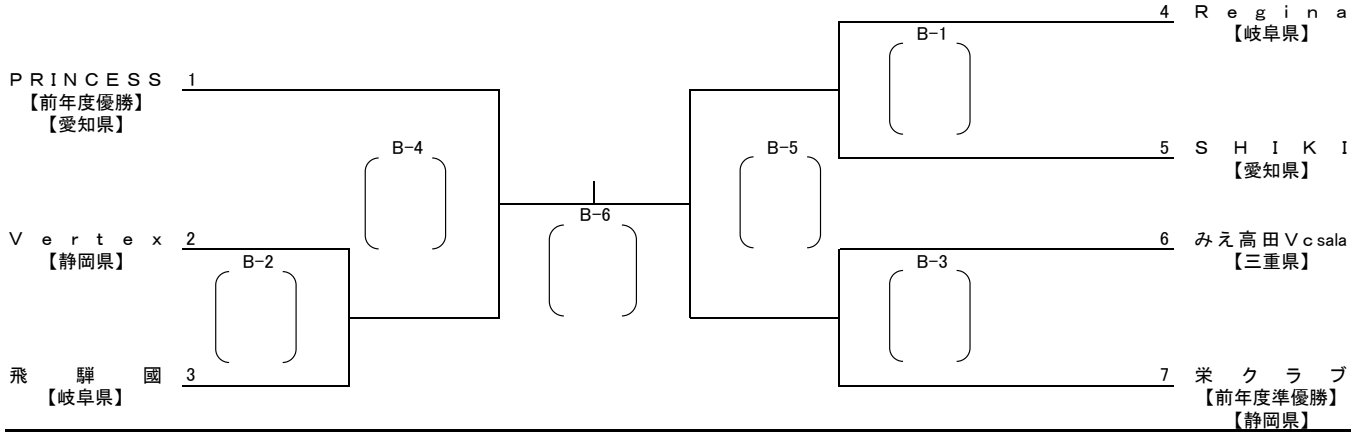 4 Regina
【岐阜県】
B-1
PRINCESS 1
【前年度優勝】
【愛知県】
B-4
B-5
5 SHIKI
【愛知県】
B-6
Vertex 2
【静岡県】
B-2
6 みえ高田Vcsala
【三重県】
B-3
飛騨國 3
【岐阜県】
7 栄クラブ
【前年度準優勝】
【静岡県】